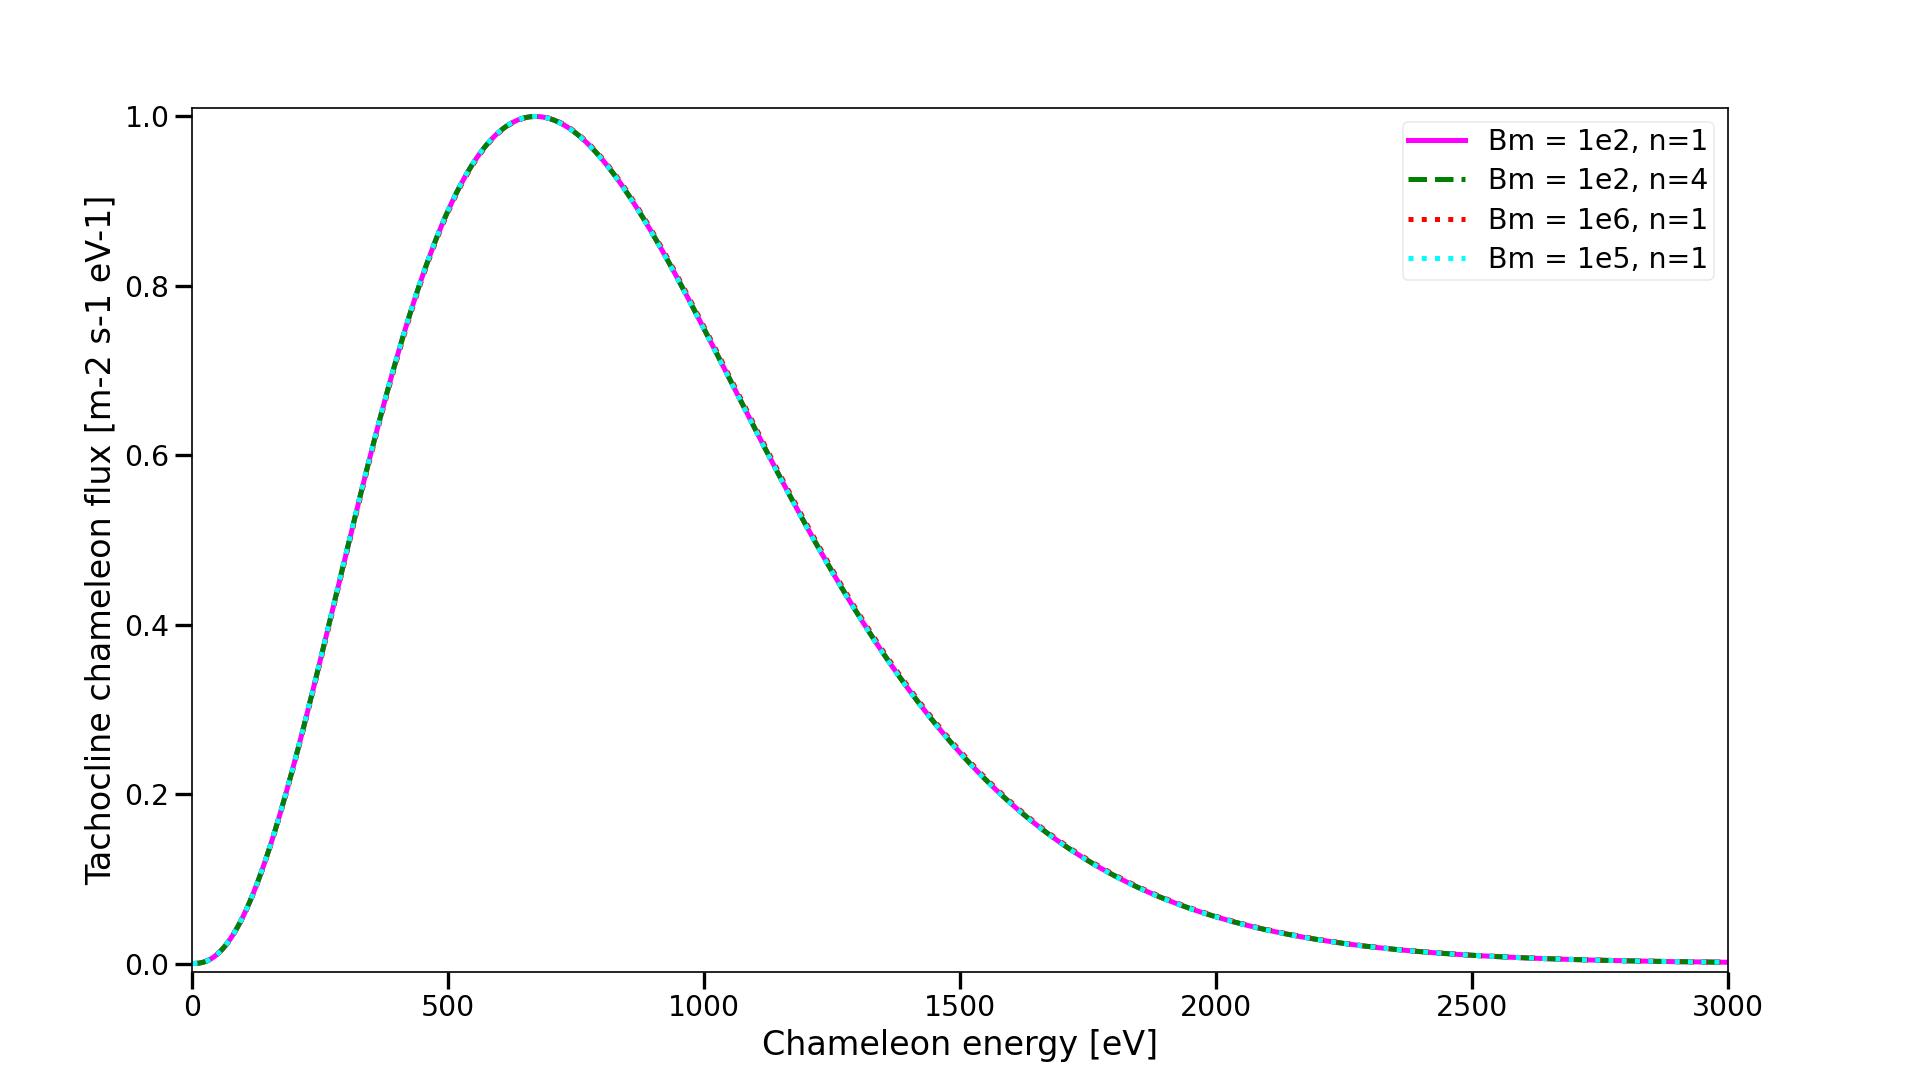 Tachocline chameleon flux [m-2 s-1 eV-1]
1.0
0.8
0.6
0.4
0.2
0.0
Bm = 1e2, n=1
Bm = 1e2, n=4
Bm = 1e6, n=1
Bm = 1e5, n=1
0 500 1000 1500 2000 2500 3000
Chameleon energy [eV]